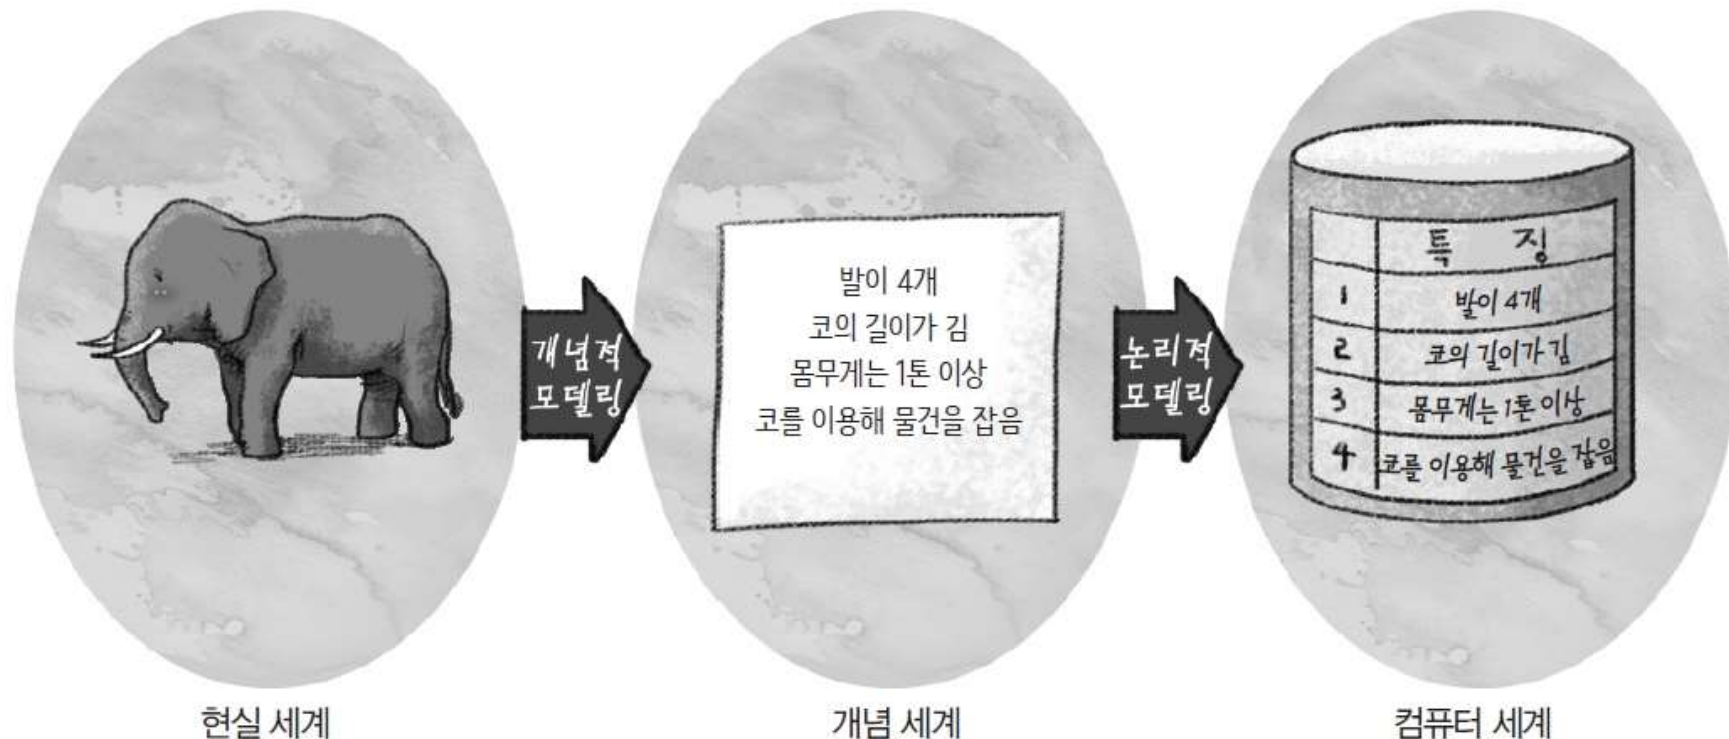 개념적
모델링
발이 4개
코의 길이가 김
몸무게는 1톤 이상
코를 이용해 물건을 잡음
논리적
모델링
특 징
1 발이 4개
2 코의 길이가 김
3 몸무게는 1톤 이상
4 코를 이용해 물건을 잡음
현실 세계
개념 세계
컴퓨터 세계